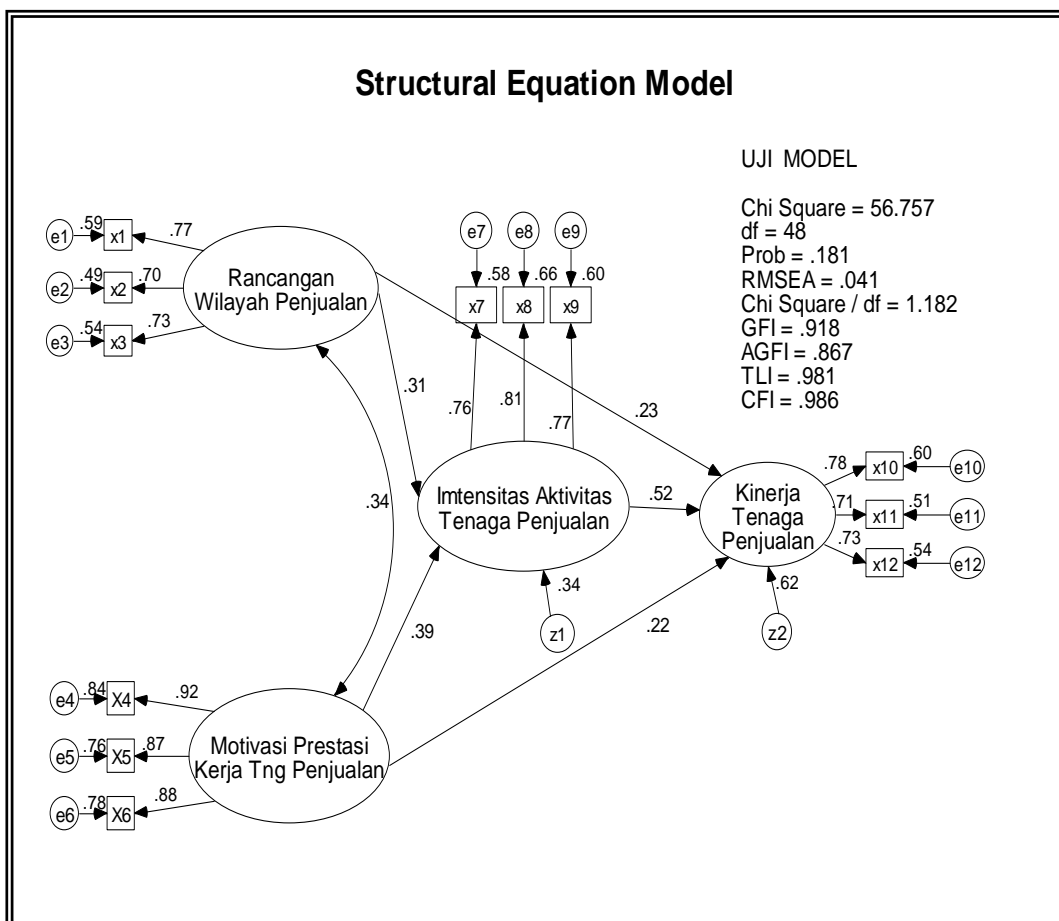 Structural Equation Model
UJI MODEL
Chi Square = 56.757
df = 48
Prob = .181
RMSEA = .041
Chi Square / df = 1.182
GFI = .918
AGFI = .867
TLI = .981
CFI = .986
e1
.59
x1
.77
e2
.49
x2
.70
e3
.54
x3
.73
Rancangan
Wilayah Penjualan
e7
e8
e9
.58
.66
.60
x7
x8
x9
.76
.81
.77
.31
.23
.34
Imtensitas Aktivitas
Tenaga Penjualan
.52
Kinerja
Tenaga
Penjualan
.78
x10
.60
e10
.71
x11
.51
e11
.73
x12
.54
e12
.34
z1
.62
z2
.39
.22
e4
.84
X4
.92
e5
.76
X5
.87
e6
.78
X6
.88
Motivasi Prestasi
Kerja Tng Penjualan